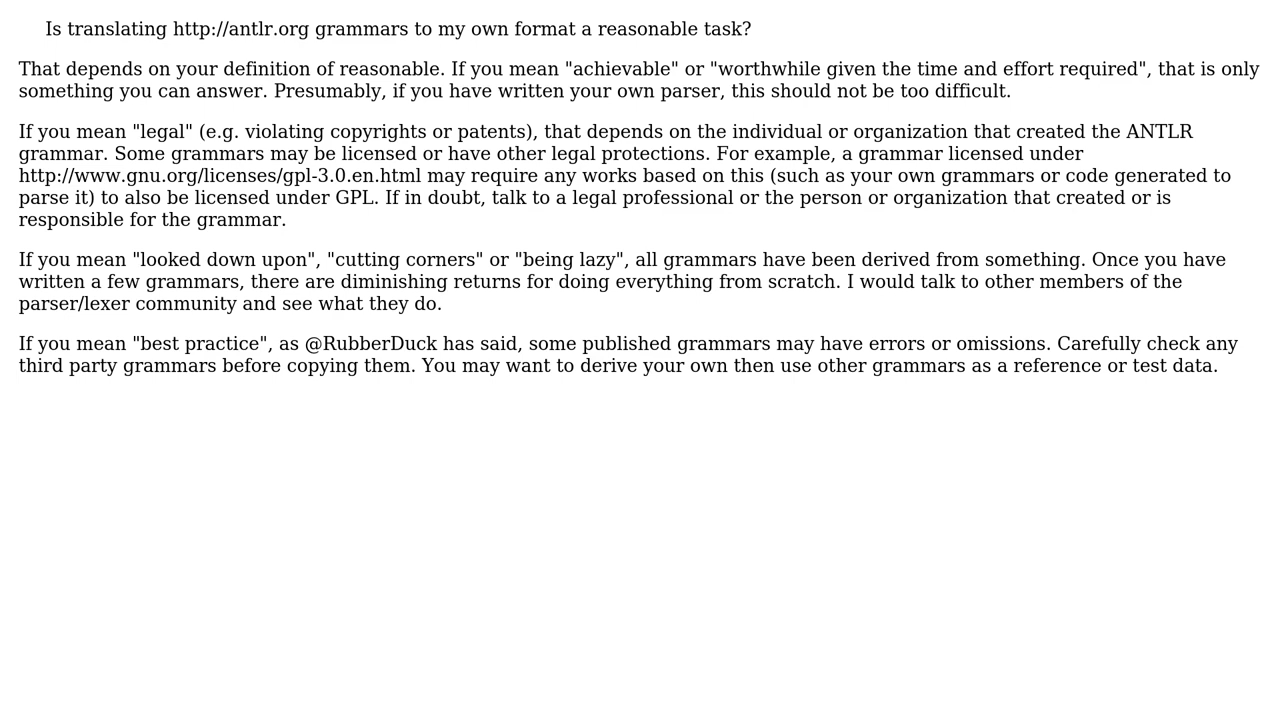 Is translating http://antlr.org grammars to my own format a reasonable task?
That depends on your definition of reasonable. If you mean "achievable" or "worthwhile given the time and effort required", that is only
something you can answer. Presumably, if you have written your own parser, this should not be too difficult.
If you mean "legal" (e.g. violating copyrights or patents), that depends on the individual or organization that created the ANTLR
grammar. Some grammars may be licensed or have other legal protections. For example, a grammar licensed under
http://www.gnu.org/licenses/gpl-3.0.en.html may require any works based on this (such as your own grammars or code generated to
parse it) to also be licensed under GPL. If in doubt, talk to a legal professional or the person or organization that created or is
responsible for the grammar.
If you mean "looked down upon", "cutting corners" or "being lazy", all grammars have been derived from something. Once you have
written a few grammars, there are diminishing returns for doing everything from scratch. I would talk to other members of the
parser/lexer community and see what they do.
If you mean "best practice", as @RubberDuck has said, some published grammars may have errors or omissions. Carefully check any
third party grammars before copying them. You may want to derive your own then use other grammars as a reference or test data.